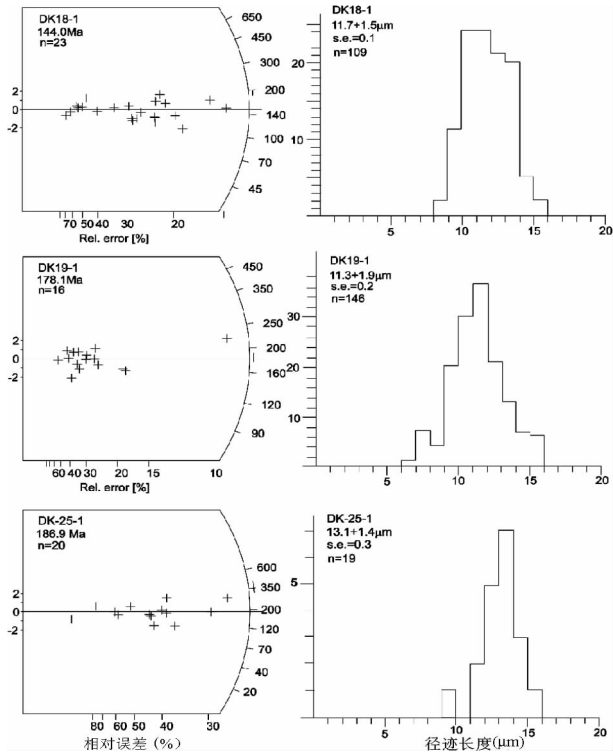 DK18-1
144.0Ma
n=23
650
450
300
200
140
100
70
45
2
0
-2
70 50 40 30 20
Rel. error [%]
DK18-1
11.7+1.5μm
s.e.=0.1
n=109
20
10
5 10 15 20
DK19-1
178.1Ma
n=16
450
350
250
200
160
120
90
2
0
-2
60 40 30 20 15 10
Rel. error [%]
DK19-1
11.3+1.9μm
s.e.=0.2
n=146
30
20
10
5 10 15 20
DK-25-1
186.9 Ma
n=20
600
350
200
120
70
40
20
2
0
-2
80 60 40 30
相对误差 (%)
DK-25-1
13.1+1.4μm
s.e.=0.3
n=19
5
5 10 15 20
径迹长度(μm)